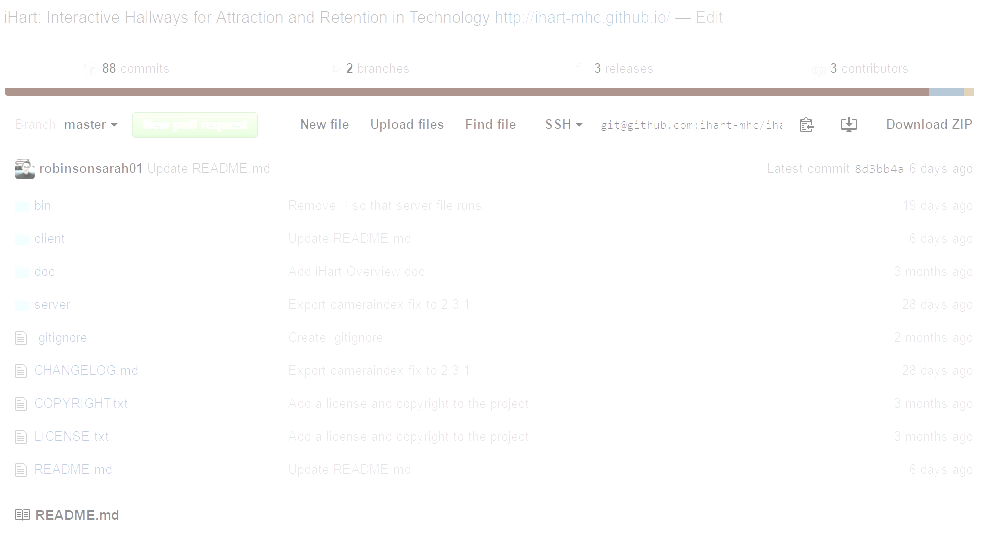 iHart: Interactive Hallways for Attraction and Retention in Technology http://ihart-mhc.github.io/ — Edit
88 commits 2 branches 3 releases 3 contributors
Branch: master New pull request New file Upload files Find file SSH git@github.com:ihart-mhc/iha Download ZIP
robinsonsarah01 Update README.md Latest commit 8d3bb4a 6 days ago
bin Remove so that server file runs 19 days ago
client Update README.md 6 days ago
doc Add iHart Overview doc 3 months ago
server Export cameraindex fix to 2.3.1 28 days ago
.gitignore Create .gitignore 2 months ago
CHANGELOG.md Export cameraindex fix to 2.3.1 28 days ago
COPYRIGHT.txt Add a license and copyright to the project 3 months ago
LICENSE.txt Add a license and copyright to the project 3 months ago
README.md Update README.md 6 days ago
README.md